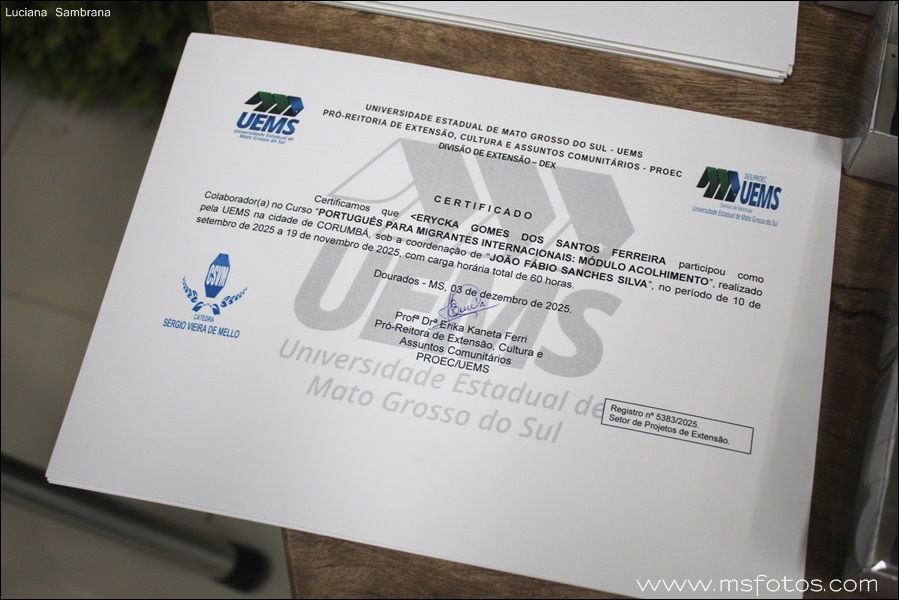 Luciana Sambrana
UEMS
Universidade Estadual de
Mato Grosso do Sul
UNIVERSIDADE ESTADUAL DE MATO GROSSO DO SUL - UEMS
PRÓ-REITORIA DE EXTENSÃO, CULTURA E ASSUNTOS COMUNITÁRIOS - PROEC
DIVISÃO DE EXTENSÃO – DEX
DEX/PROEC
UEMS
Divisão de Extensão
Universidade Estadual de Mato Grosso do Sul
CERTIFICADO
Certificamos que <ERYCKA GOMES DOS SANTOS FERREIRA participou como
Colaborador(a) no Curso "PORTUGUÊS PARA MIGRANTES INTERNACIONAIS: MÓDULO ACOLHIMENTO", realizado
pela UEMS na cidade de CORUMBÁ, sob a coordenação de "JOÃO FÁBIO SANCHES SILVA", no período de 10 de
setembro de 2025 a 19 de novembro de 2025, com carga horária total de 60 horas.
Dourados - MS, 03 de dezembro de 2025.
CSVM
CÁTEDRA
SÉRGIO VIEIRA DE MELLO
Profª Drª Erika Kaneta Ferri
Pró-Reitora de Extensão, Cultura e
Assuntos Comunitários
PROEC/UEMS
UEMS
Universidade Estadual de
Mato Grosso do Sul
Registro nº 5383/2025.
Setor de Projetos de Extensão.
www.msfotos.com